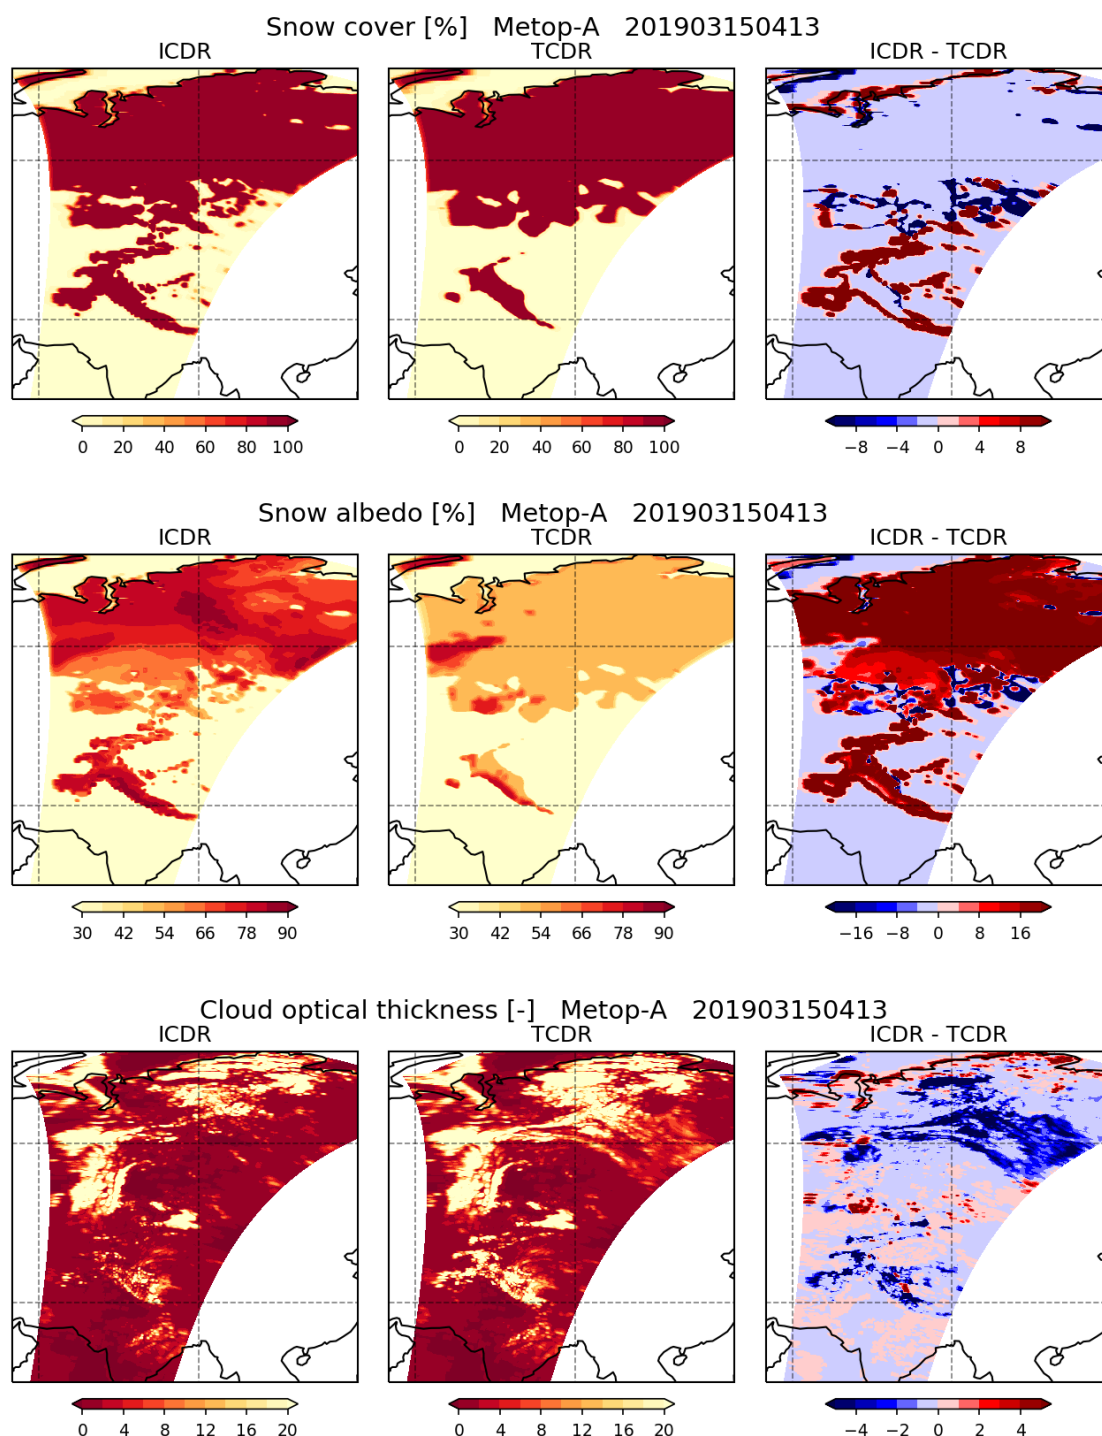 Snow cover [%]   Metop-A   201903150413
ICDR   TCDR   ICDR - TCDR
0   20   40   60   80   100   0   20   40   60   80   100   −8   −4   0   4   8
Snow albedo [%]   Metop-A   201903150413
ICDR   TCDR   ICDR - TCDR
30   42   54   66   78   90   30   42   54   66   78   90   −16   −8   0   8   16
Cloud optical thickness [-]   Metop-A   201903150413
ICDR   TCDR   ICDR - TCDR
0   4   8   12   16   20   0   4   8   12   16   20   −4   −2   0   2   4